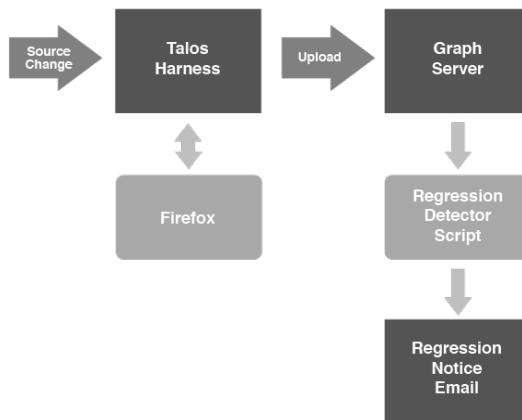 Source
Change
Talos
Harness
Upload
Graph
Server
Firefox
Regression
Detector
Script
Regression
Notice
Email